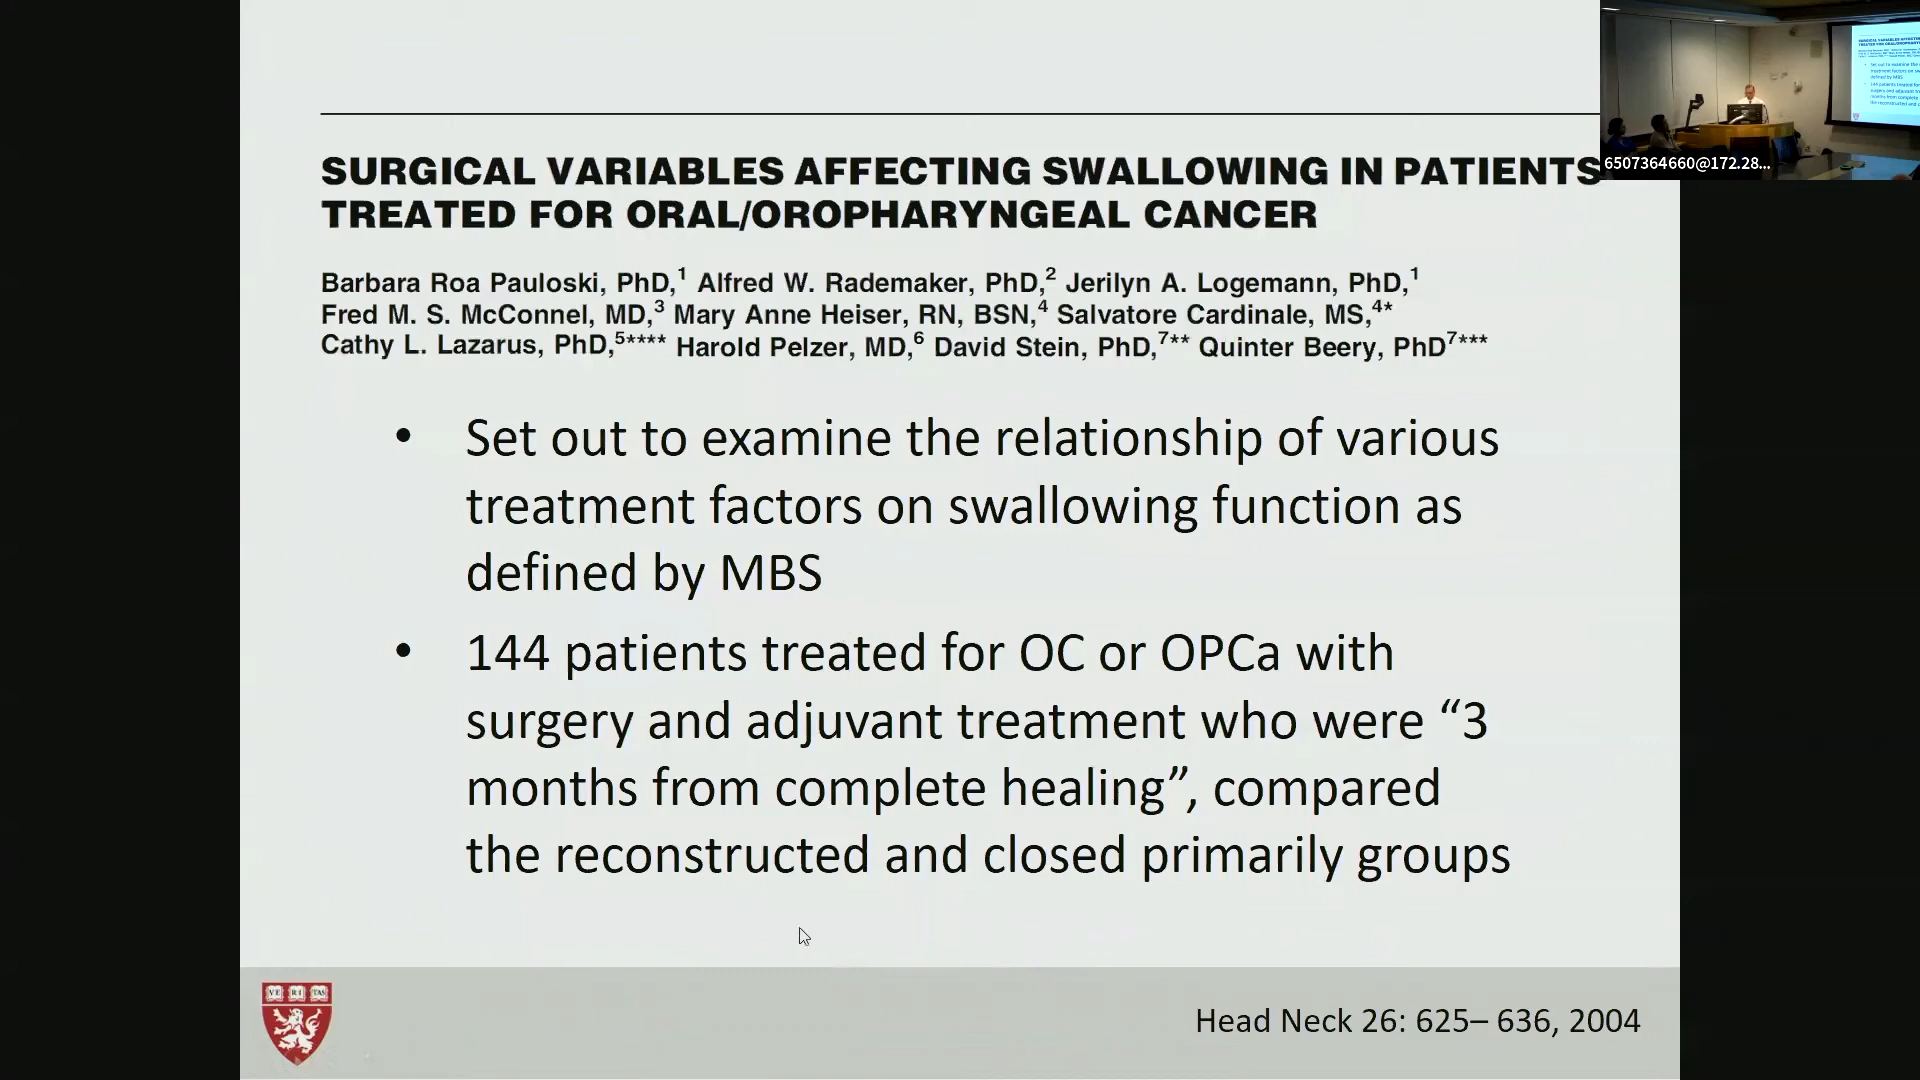 SURGICAL VARIABLES AFFECTING SWALLOWING IN PATIENTS
TREATED FOR ORAL/OROPHARYNGEAL CANCER
Barbara Roa Pauloski, PhD,1 Alfred W. Rademaker, PhD,2 Jerilyn A. Logemann, PhD,1
Fred M. S. McConnel, MD,3 Mary Anne Heiser, RN, BSN,4 Salvatore Cardinale, MS,4*
Cathy L. Lazarus, PhD,5**** Harold Pelzer, MD,6 David Stein, PhD,7** Quinter Beery, PhD7***
• Set out to examine the relationship of various
treatment factors on swallowing function as
defined by MBS
• 144 patients treated for OC or OPCa with
surgery and adjuvant treatment who were “3
months from complete healing”, compared
the reconstructed and closed primarily groups
VE RI TAS
Head Neck 26: 625– 636, 2004
6507364660@172.28...